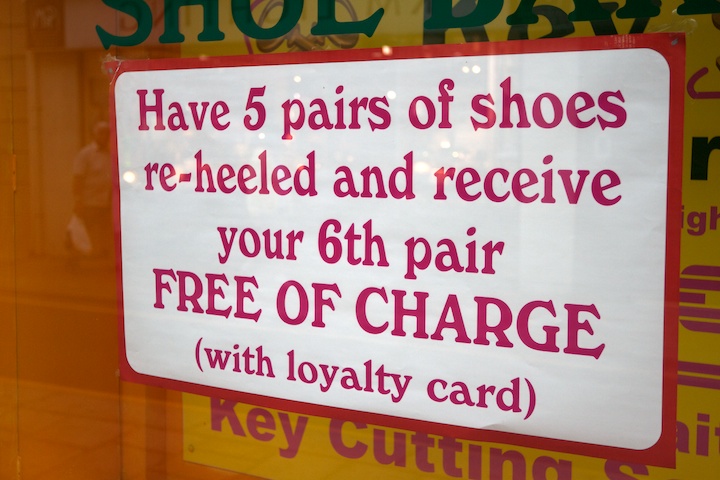 SHOE
Have 5 pairs of shoes
re-heeled and receive
your 6th pair
FREE OF CHARGE
(with loyalty card)
Key Cutting